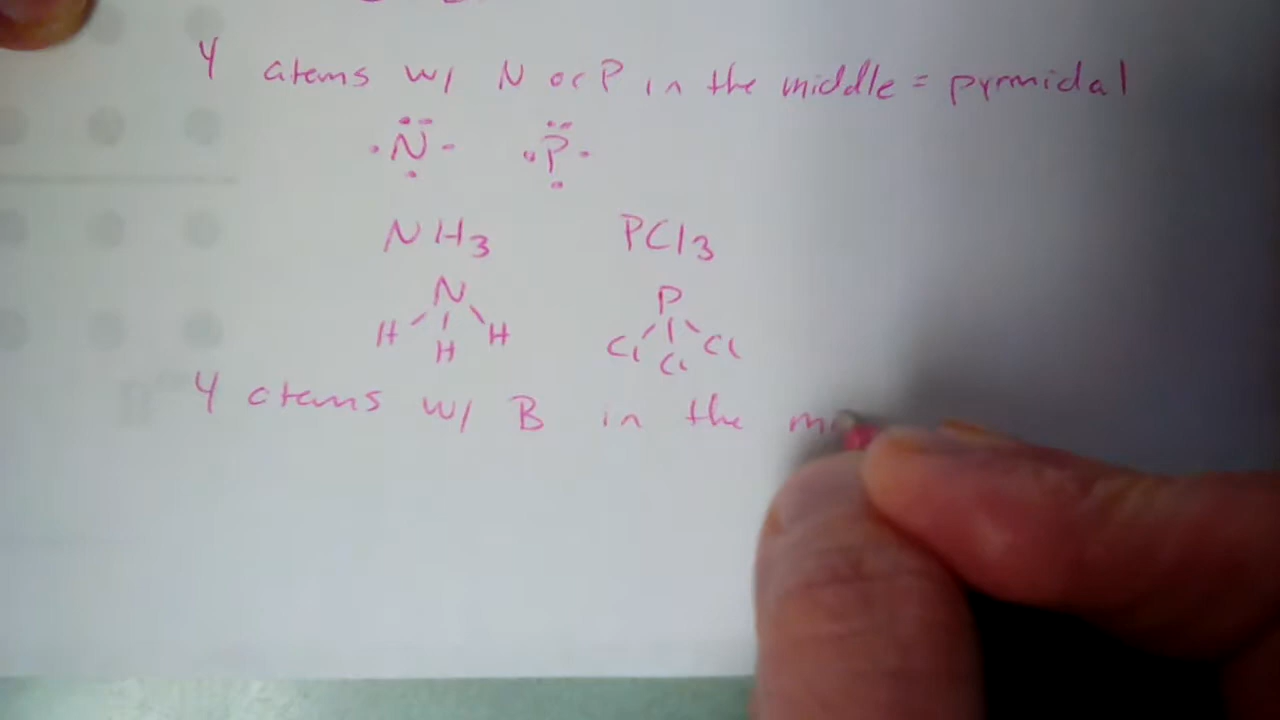 4 atoms w/ N or P in the middle = pyrmidal
N P
NH3 PCl3
N P
H H H Cl Cl Cl
4 atoms w/ B in the